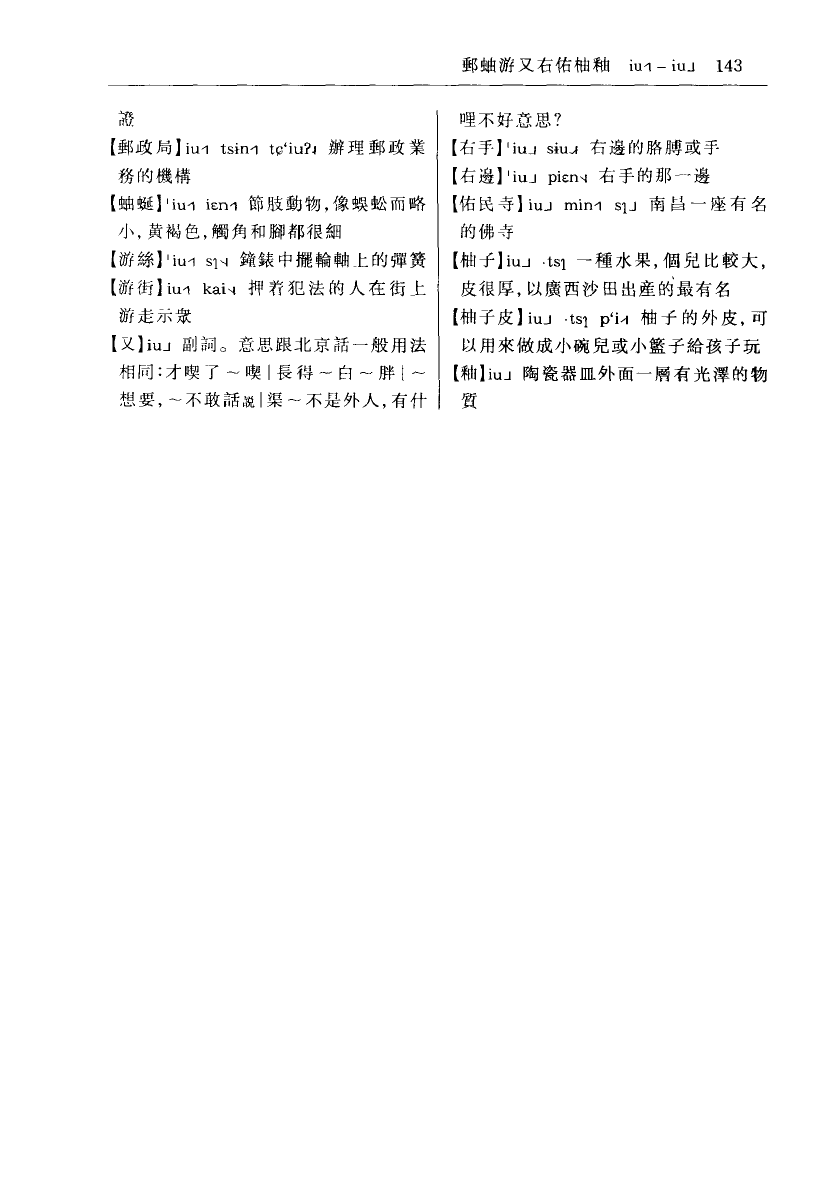 郵蚰游又右佑柚釉 iu˧˥ – iu˩ 143
證
【郵政局】iu˧˥ tsɨn˧˥ tɕ‘iuʔ˨˩ 辦理郵政業
務的機構
【蚰蜒】ˈiu˧˥ iɛn˧˥ 節肢動物,像蜈蚣而略
小,黃褐色,觸角和腳都很細
【游絲】ˈiu˧˥ sɿ˦˨ 鐘錶中擺輪軸上的彈簧
【游街】iu˧˥ kai˦˨ 押着犯法的人在街上
游走示衆
【又】iu˩ 副詞。意思跟北京話一般用法
相同:才喫了～喫|長得～白～胖|～
想要,～不敢話說|渠～不是外人,有什
哩不好意思?
【右手】ˈiu˩ sɨu˨˩˧ 右邊的胳膊或手
【右邊】ˈiu˩ piɛn˦˨ 右手的那一邊
【佑民寺】iu˩ min˧˥ sɿ˩ 南昌一座有名
的佛寺
【柚子】iu˩ ·tsɿ 一種水果,個兒比較大,
皮很厚,以廣西沙田出產的最有名
【柚子皮】iu˩ ·tsɿ p‘i˨˦ 柚子的外皮,可
以用來做成小碗兒或小籃子給孩子玩
【釉】iu˩ 陶瓷器皿外面一層有光澤的物
質